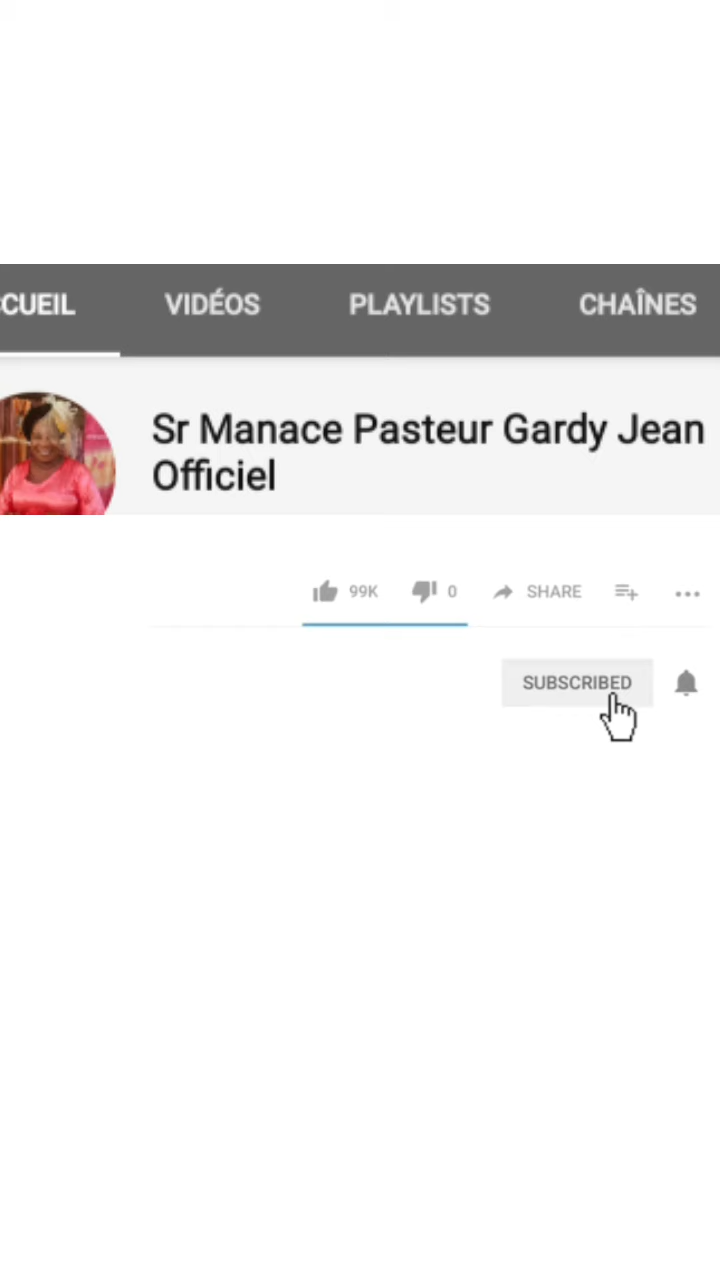 CUEIL VIDÉOS PLAYLISTS CHAÎNES
Sr Manace Pasteur Gardy Jean
Officiel
99K 0 SHARE
SUBSCRIBED